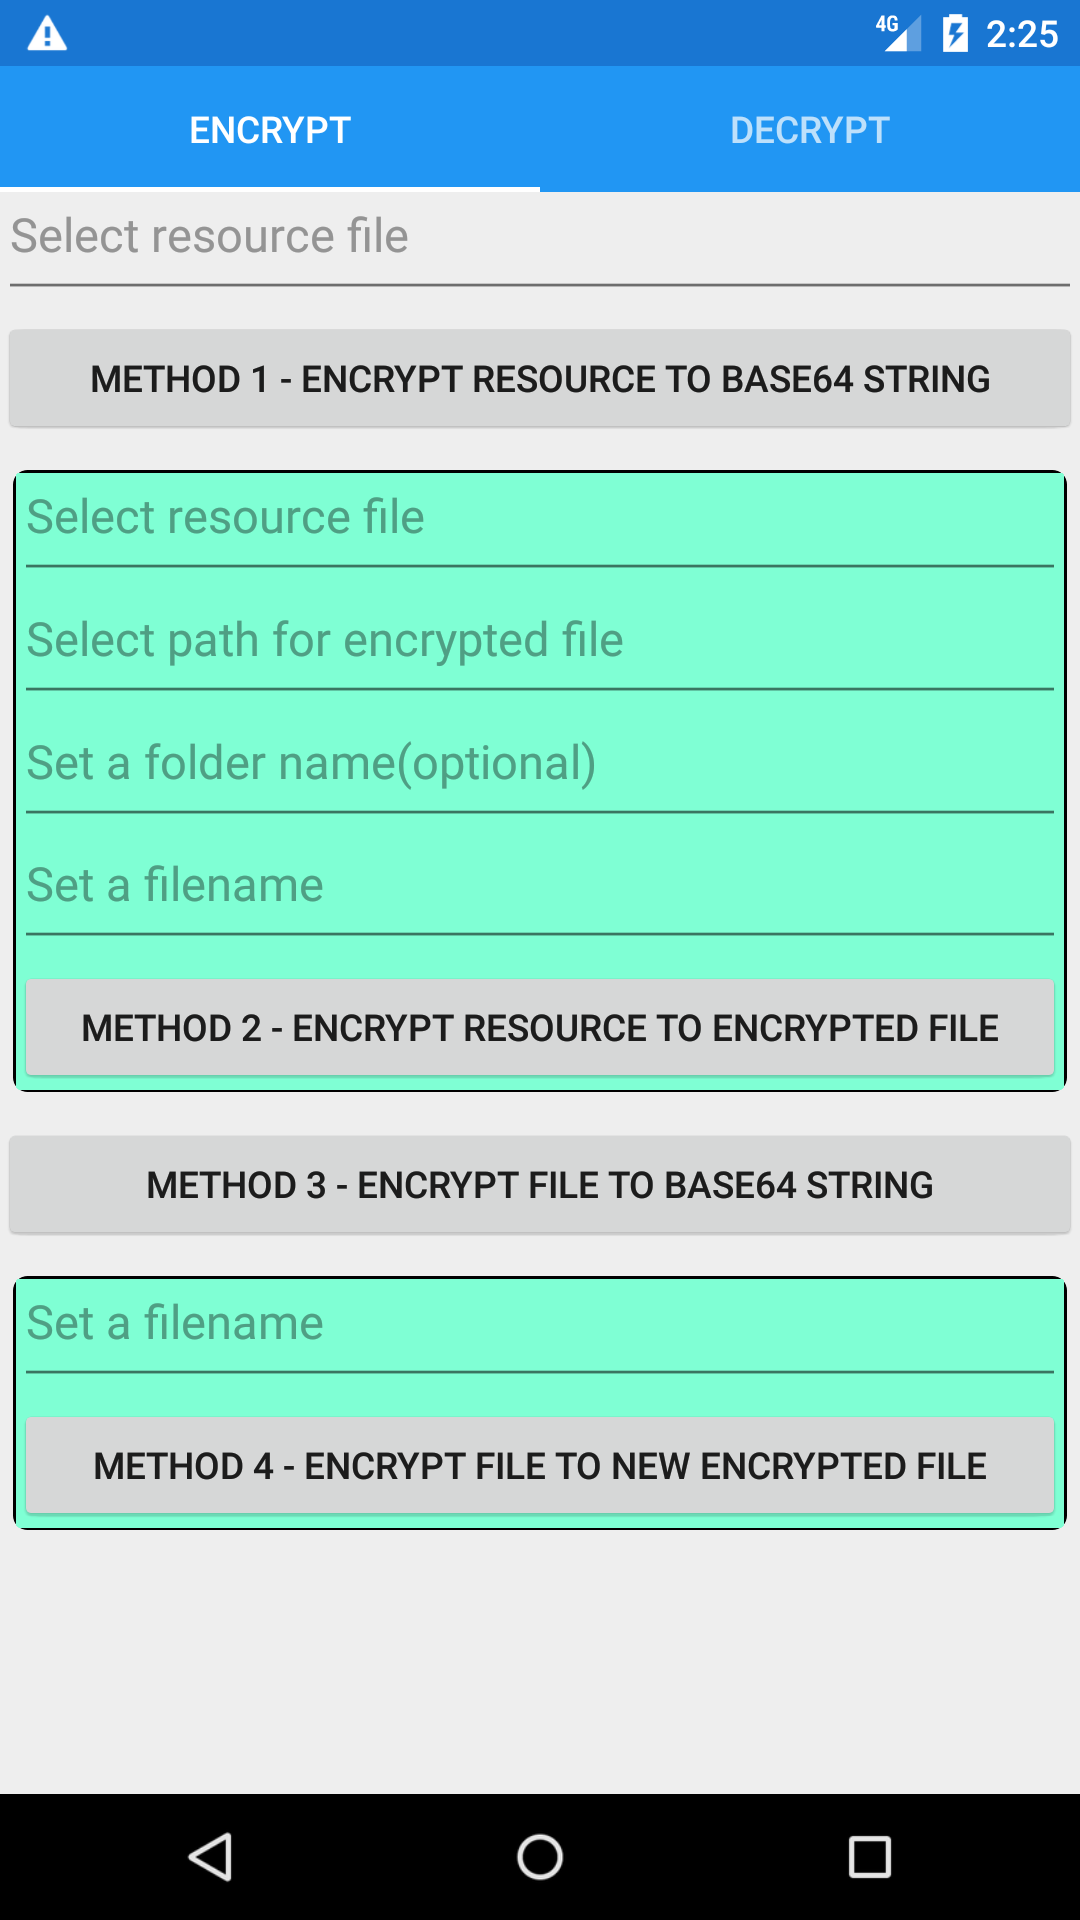 4G 2:25
ENCRYPT DECRYPT
Select resource file
METHOD 1 - ENCRYPT RESOURCE TO BASE64 STRING
Select resource file
Select path for encrypted file
Set a folder name(optional)
Set a filename
METHOD 2 - ENCRYPT RESOURCE TO ENCRYPTED FILE
METHOD 3 - ENCRYPT FILE TO BASE64 STRING
Set a filename
METHOD 4 - ENCRYPT FILE TO NEW ENCRYPTED FILE